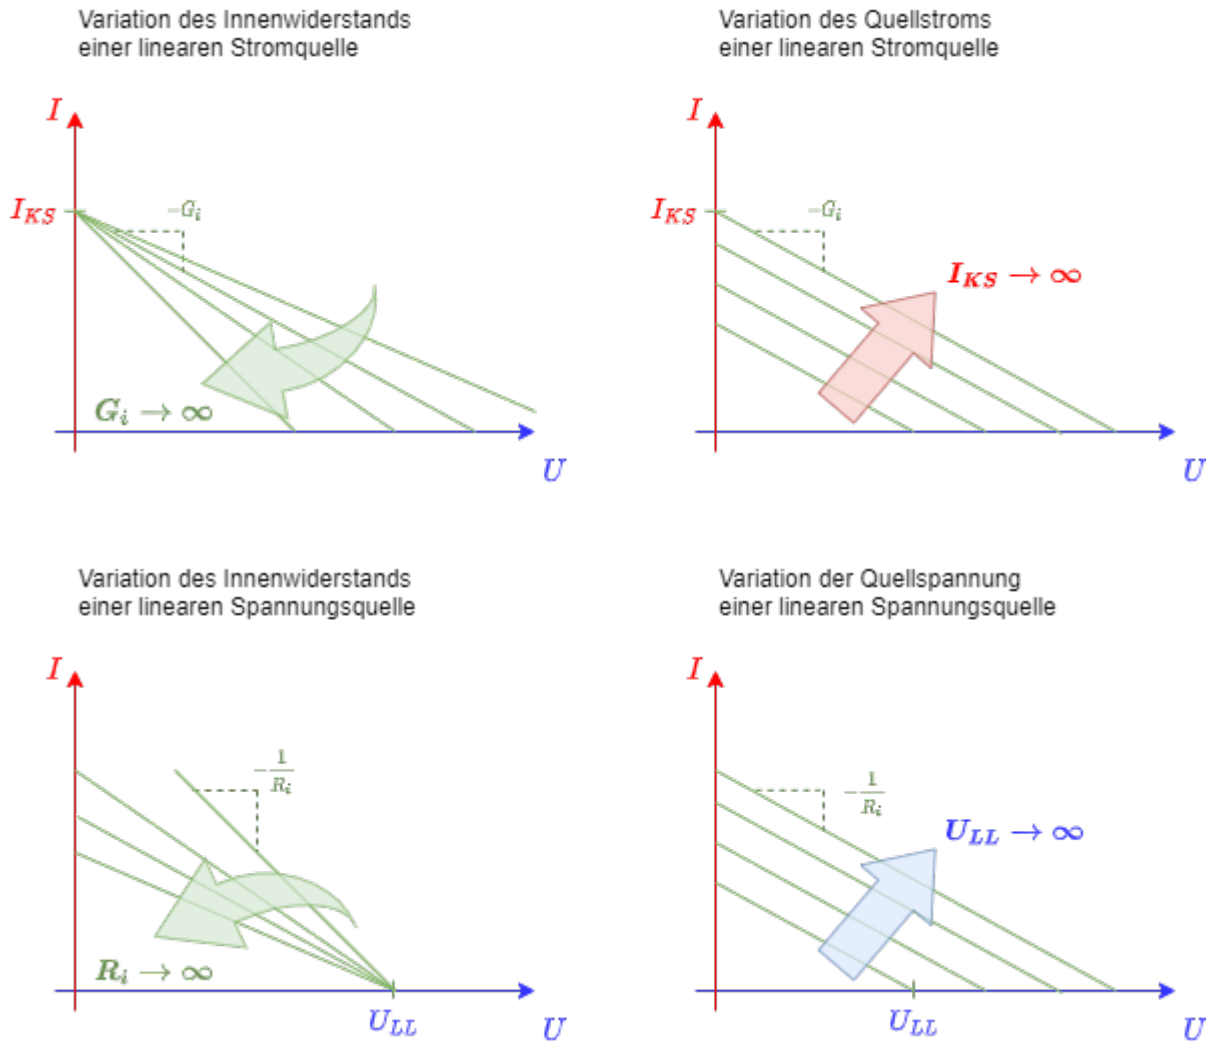 Variation des Innenwiderstands
einer linearen Stromquelle
I
I_KS
−G_i
G_i → ∞
U
Variation des Quellstroms
einer linearen Stromquelle
I
I_KS
−G_i
I_KS → ∞
U
Variation des Innenwiderstands
einer linearen Spannungsquelle
I
−1/R_i
R_i → ∞
U_LL
U
Variation der Quellspannung
einer linearen Spannungsquelle
I
−1/R_i
U_LL → ∞
U_LL
U